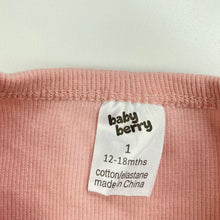 baby
berry
1
12-18mths
cotton/elastane
made in China